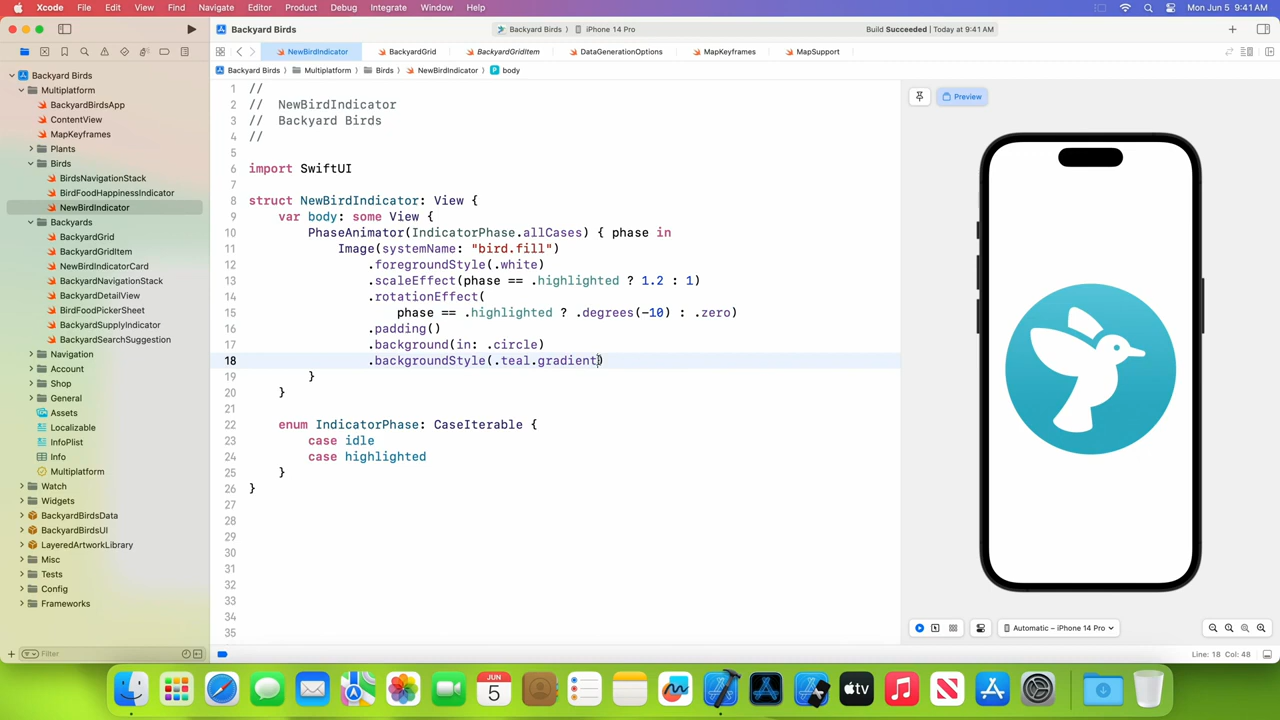 Xcode File Edit View Find Navigate Editor Product Debug Integrate Window Help Mon Jun 5 9:41 AM
Backyard Birds Backyard Birds iPhone 14 Pro Build Succeeded | Today at 9:41 AM
NewBirdIndicator BackyardGrid BackyardGridItem DataGenerationOptions MapKeyframes MapSupport
Backyard Birds Multiplatform Birds NewBirdIndicator P body
Backyard Birds
Multiplatform
BackyardBirdsApp
ContentView
MapKeyframes
Plants
Birds
BirdsNavigationStack
BirdFoodHappinessIndicator
NewBirdIndicator
Backyards
BackyardGrid
BackyardGridItem
NewBirdIndicatorCard
BackyardNavigationStack
BackyardDetailView
BirdFoodPickerSheet
BackyardSupplyIndicator
BackyardSearchSuggestion
Navigation
Account
Shop
General
Assets
Localizable
InfoPlist
Info
Multiplatform
Watch
Widgets
BackyardBirdsData
BackyardBirdsUI
LayeredArtworkLibrary
Misc
Tests
Config
Frameworks
Filter
1 //
2 // NewBirdIndicator
3 // Backyard Birds
4 //
5
6 import SwiftUI
7
8 struct NewBirdIndicator: View {
9 var body: some View {
10 PhaseAnimator(IndicatorPhase.allCases) { phase in
11 Image(systemName: "bird.fill")
12 .foregroundStyle(.white)
13 .scaleEffect(phase == .highlighted ? 1.2 : 1)
14 .rotationEffect(
15 phase == .highlighted ? .degrees(-10) : .zero)
16 .padding()
17 .background(in: .circle)
18 .backgroundStyle(.teal.gradient)
19 }
20 }
21
22 enum IndicatorPhase: CaseIterable {
23 case idle
24 case highlighted
25 }
26 }
27
28
29
30
31
32
33
34
35
Preview
Automatic – iPhone 14 Pro
Line: 18 Col: 48
JUN
5
tv